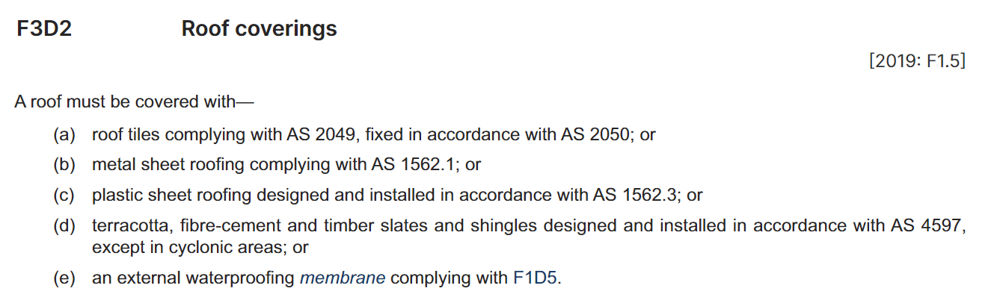 F3D2 Roof coverings
[2019: F1.5]
A roof must be covered with—
(a) roof tiles complying with AS 2049, fixed in accordance with AS 2050; or
(b) metal sheet roofing complying with AS 1562.1; or
(c) plastic sheet roofing designed and installed in accordance with AS 1562.3; or
(d) terracotta, fibre-cement and timber slates and shingles designed and installed in accordance with AS 4597,
except in cyclonic areas; or
(e) an external waterproofing membrane complying with F1D5.